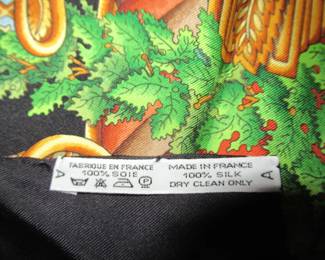 FABRIQUE EN FRANCE
100% SOIE
P
MADE IN FRANCE
100% SILK
DRY CLEAN ONLY
A
A